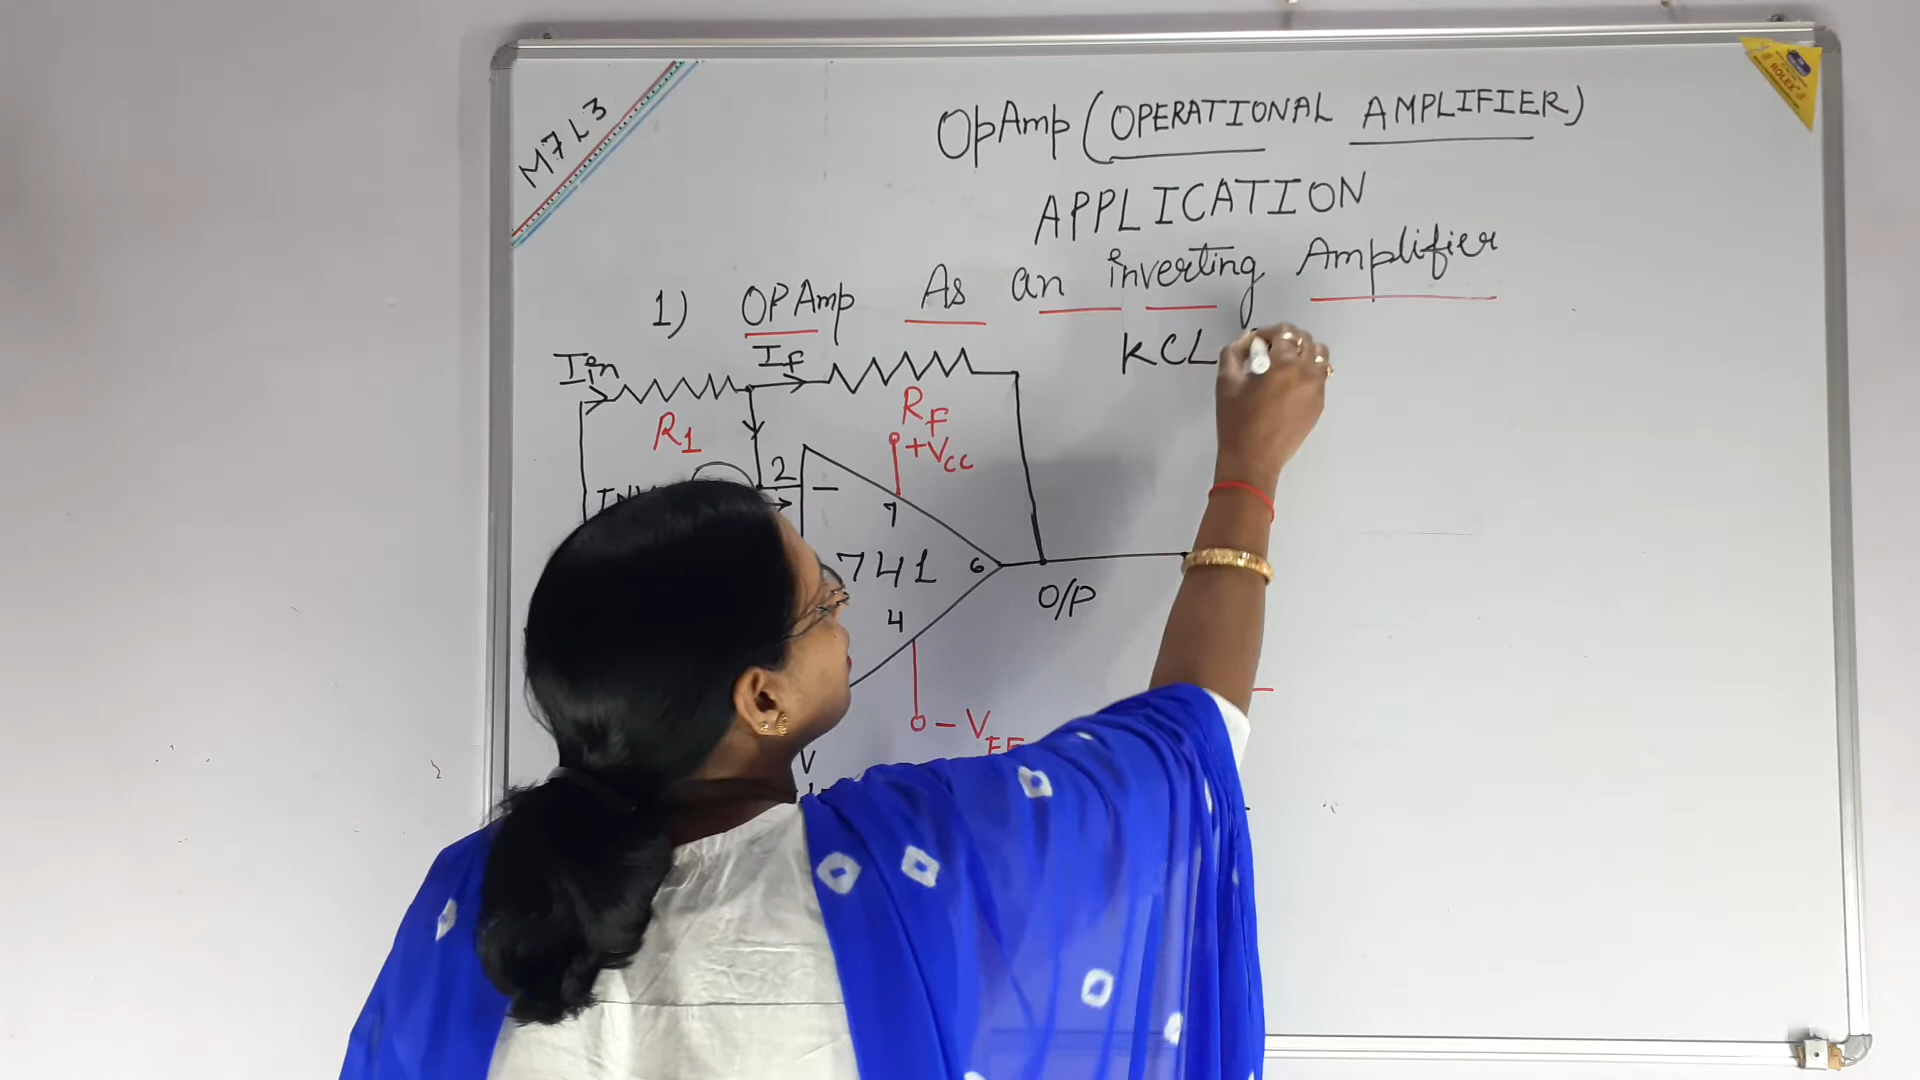 M7L3
OpAmp (OPERATIONAL AMPLIFIER)
APPLICATION
1) OPAmp As an inverting Amplifier
KCL
Iin
If
R1
RF
+VCC
2
−
7
741
6
4
O/P
−VEE
V
ROLEX